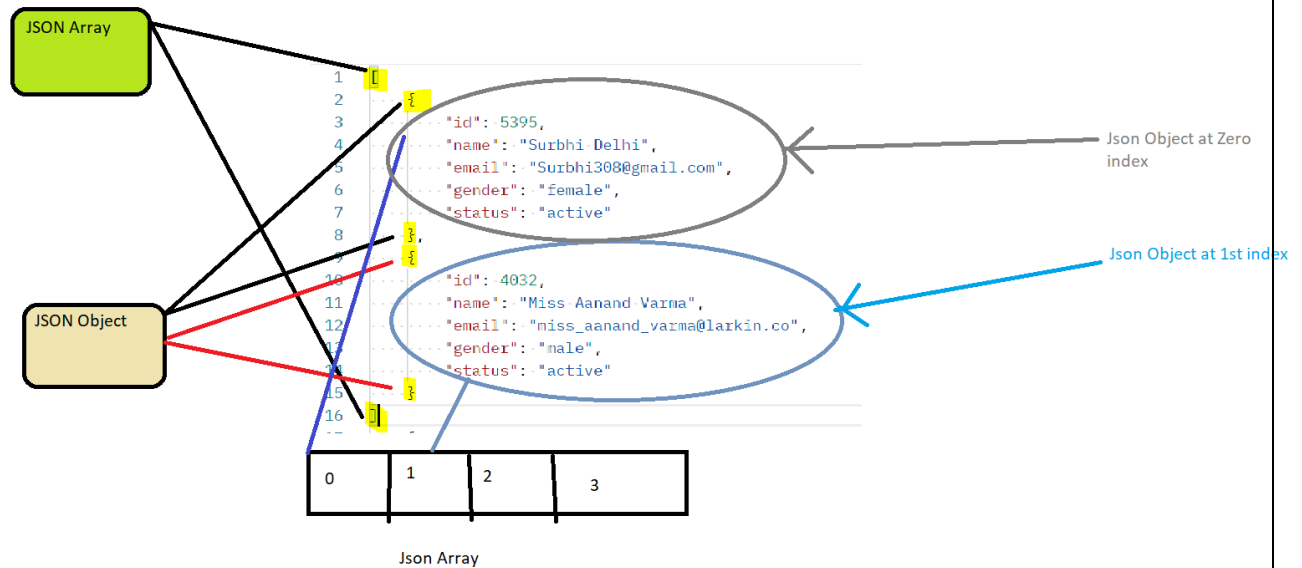 JSON Array
1 [
2 {
3 "id": 5395,
4 "name": "Surbhi Delhi",
5 "email": "Surbhi308@gmail.com",
6 "gender": "female",
7 "status": "active"
8 },
9 {
10 "id": 4032,
11 "name": "Miss Aanand Varma",
12 "email": "miss_aanand_varma@larkin.co",
13 "gender": "male",
14 "status": "active"
15 }
16 ]
Json Object at Zero
index
Json Object at 1st index
JSON Object
0 1 2 3
Json Array